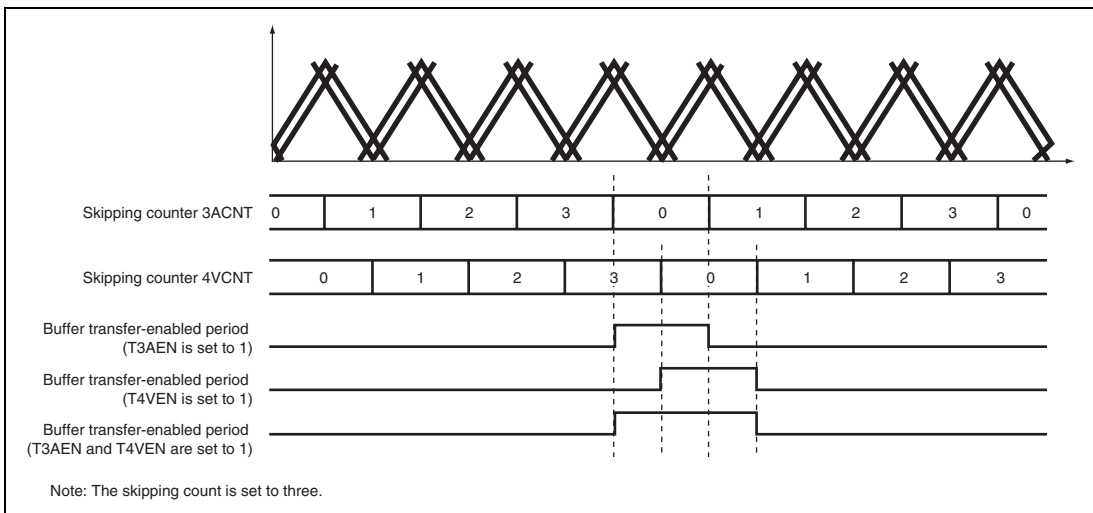 Skipping counter 3ACNT 0 1 2 3 0 1 2 3 0
Skipping counter 4VCNT 0 1 2 3 0 1 2 3
Buffer transfer-enabled period
(T3AEN is set to 1)
Buffer transfer-enabled period
(T4VEN is set to 1)
Buffer transfer-enabled period
(T3AEN and T4VEN are set to 1)
Note: The skipping count is set to three.